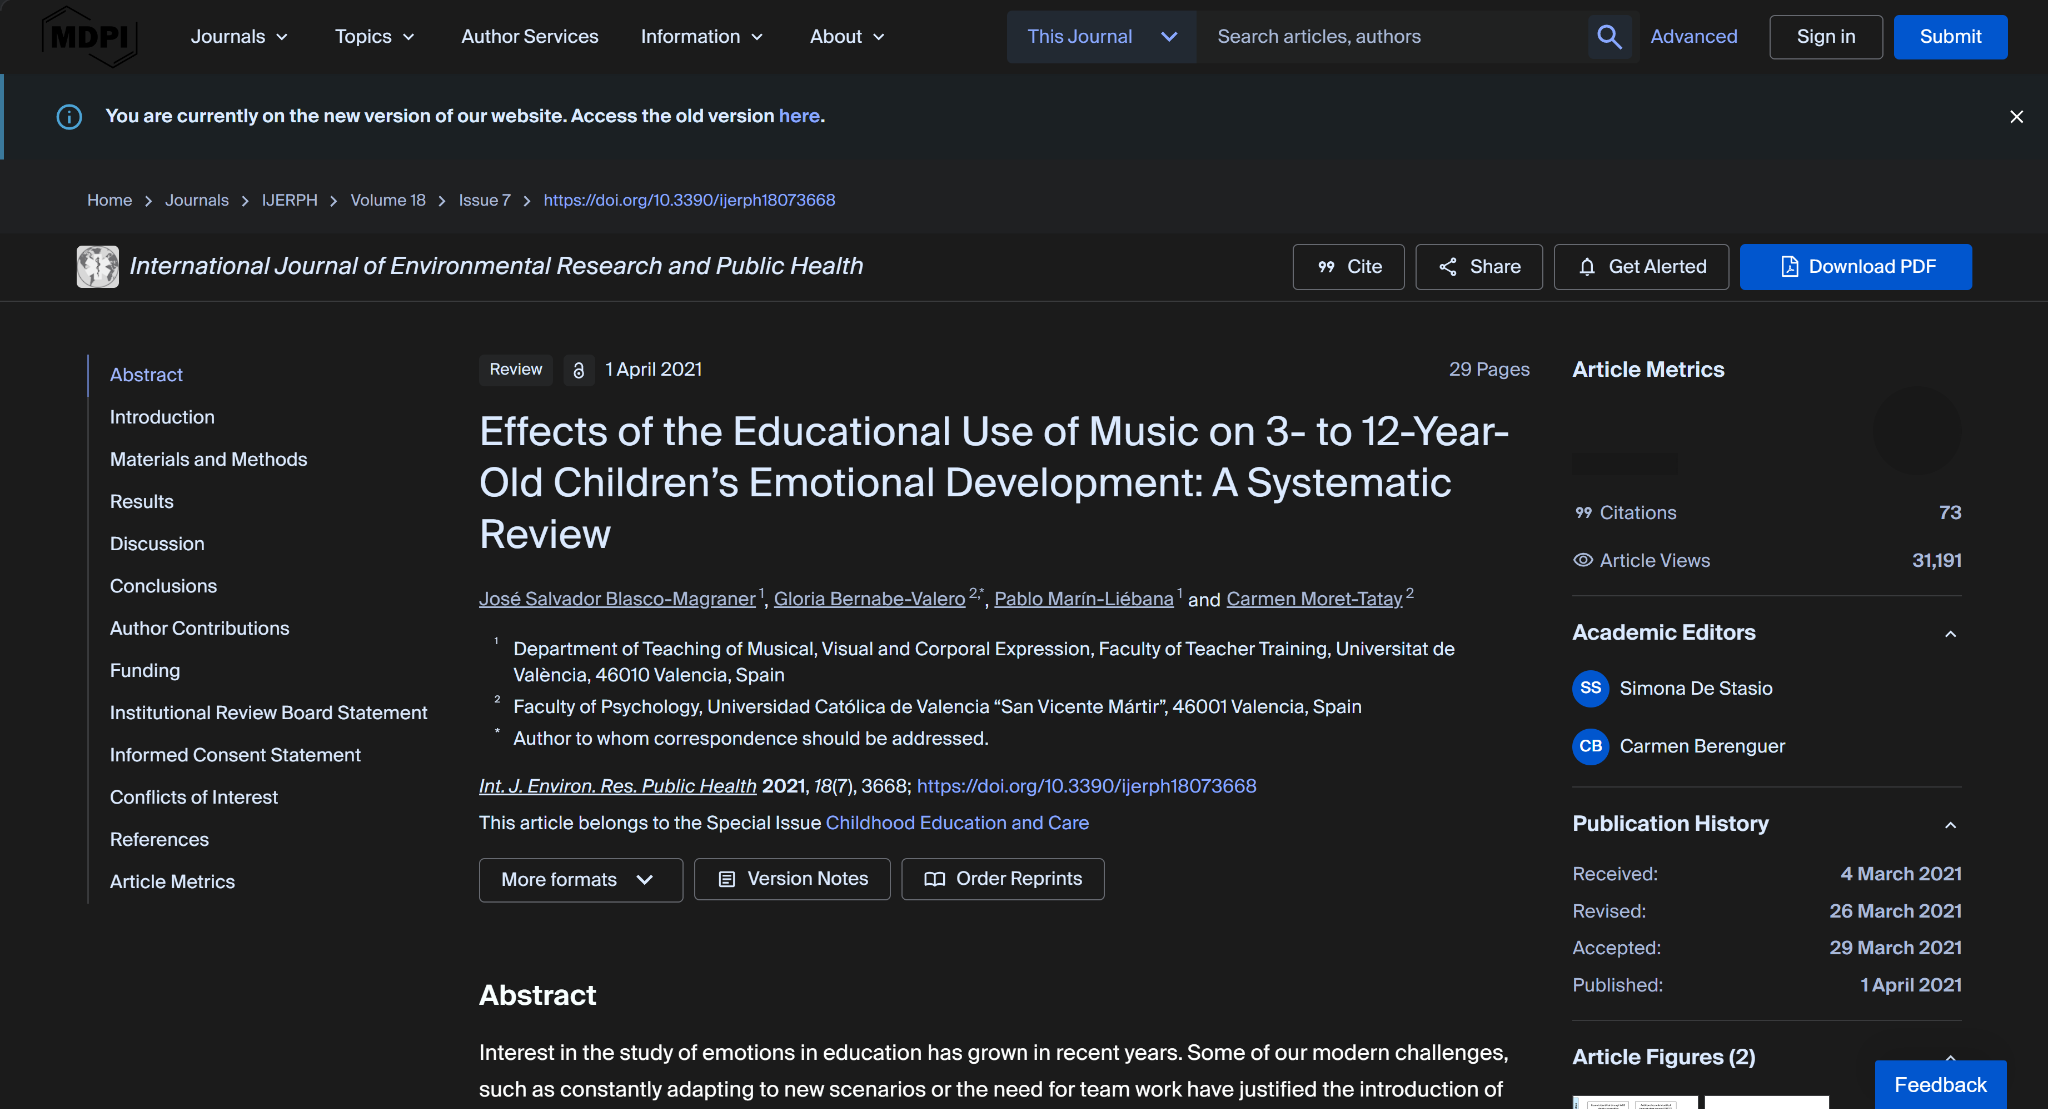 MDPI
Journals
Topics
Author Services
Information
About
This Journal
Search articles, authors
Advanced
Sign in
Submit
You are currently on the new version of our website. Access the old version here.
Home > Journals > IJERPH > Volume 18 > Issue 7 > https://doi.org/10.3390/ijerph18073668
International Journal of Environmental Research and Public Health
Cite
Share
Get Alerted
Download PDF
Abstract
Introduction
Materials and Methods
Results
Discussion
Conclusions
Author Contributions
Funding
Institutional Review Board Statement
Informed Consent Statement
Conflicts of Interest
References
Article Metrics
Review
1 April 2021
29 Pages
Effects of the Educational Use of Music on 3- to 12-Year-
Old Children’s Emotional Development: A Systematic
Review
José Salvador Blasco-Magraner 1, Gloria Bernabe-Valero 2,*, Pablo Marín-Liébana 1 and Carmen Moret-Tatay 2
1 Department of Teaching of Musical, Visual and Corporal Expression, Faculty of Teacher Training, Universitat de
València, 46010 Valencia, Spain
2 Faculty of Psychology, Universidad Católica de Valencia “San Vicente Mártir”, 46001 Valencia, Spain
* Author to whom correspondence should be addressed.
Int. J. Environ. Res. Public Health 2021, 18(7), 3668; https://doi.org/10.3390/ijerph18073668
This article belongs to the Special Issue Childhood Education and Care
More formats
Version Notes
Order Reprints
Abstract
Interest in the study of emotions in education has grown in recent years. Some of our modern challenges,
such as constantly adapting to new scenarios or the need for team work have justified the introduction of
Article Metrics
Citations 73
Article Views 31,191
Academic Editors
SS Simona De Stasio
CB Carmen Berenguer
Publication History
Received: 4 March 2021
Revised: 26 March 2021
Accepted: 29 March 2021
Published: 1 April 2021
Article Figures (2)
Feedback